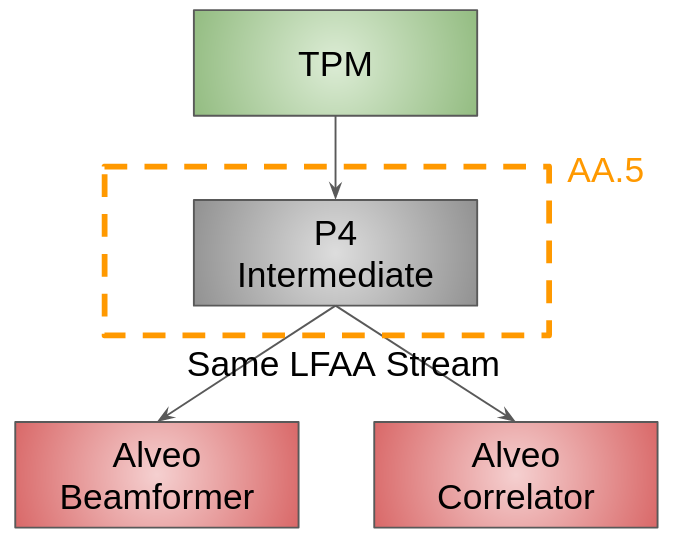 TPM
AA.5
P4
Intermediate
Same LFAA Stream
Alveo
Beamformer
Alveo
Correlator